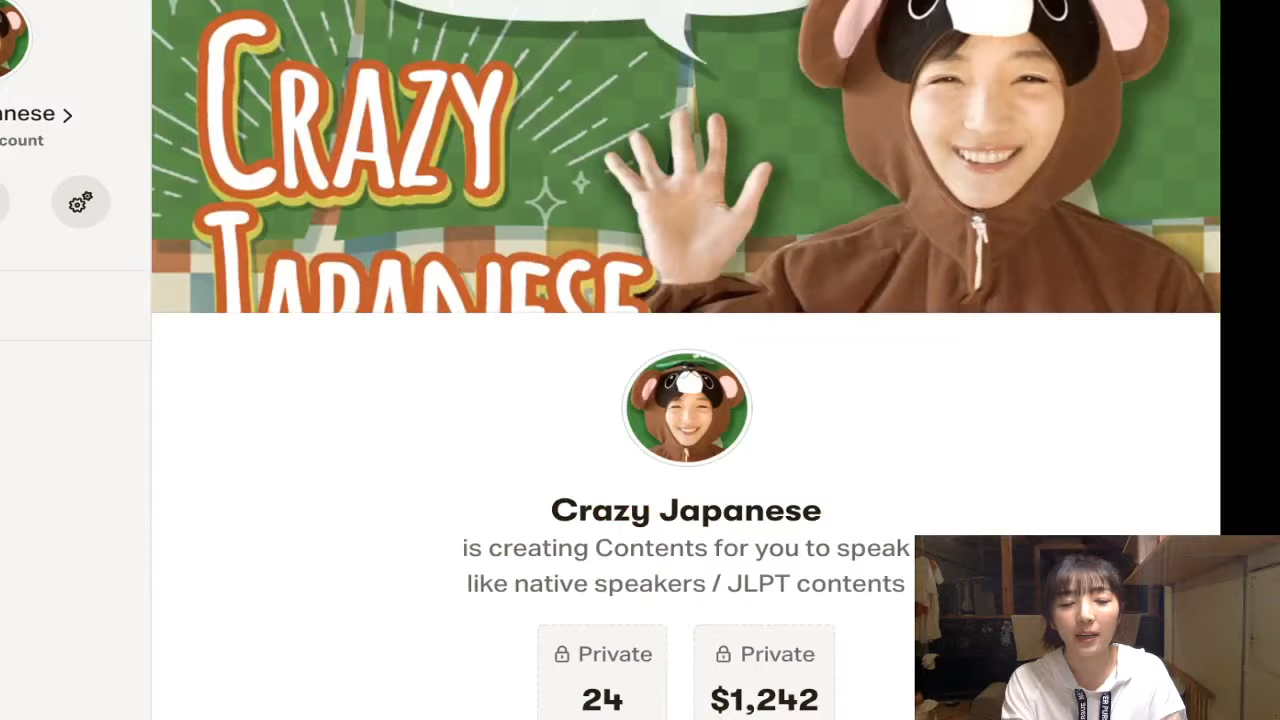 CRAZY
JAPANESE
nese >
count
Crazy Japanese
is creating Contents for you to speak
like native speakers / JLPT contents
Private
Private
24
$1,242